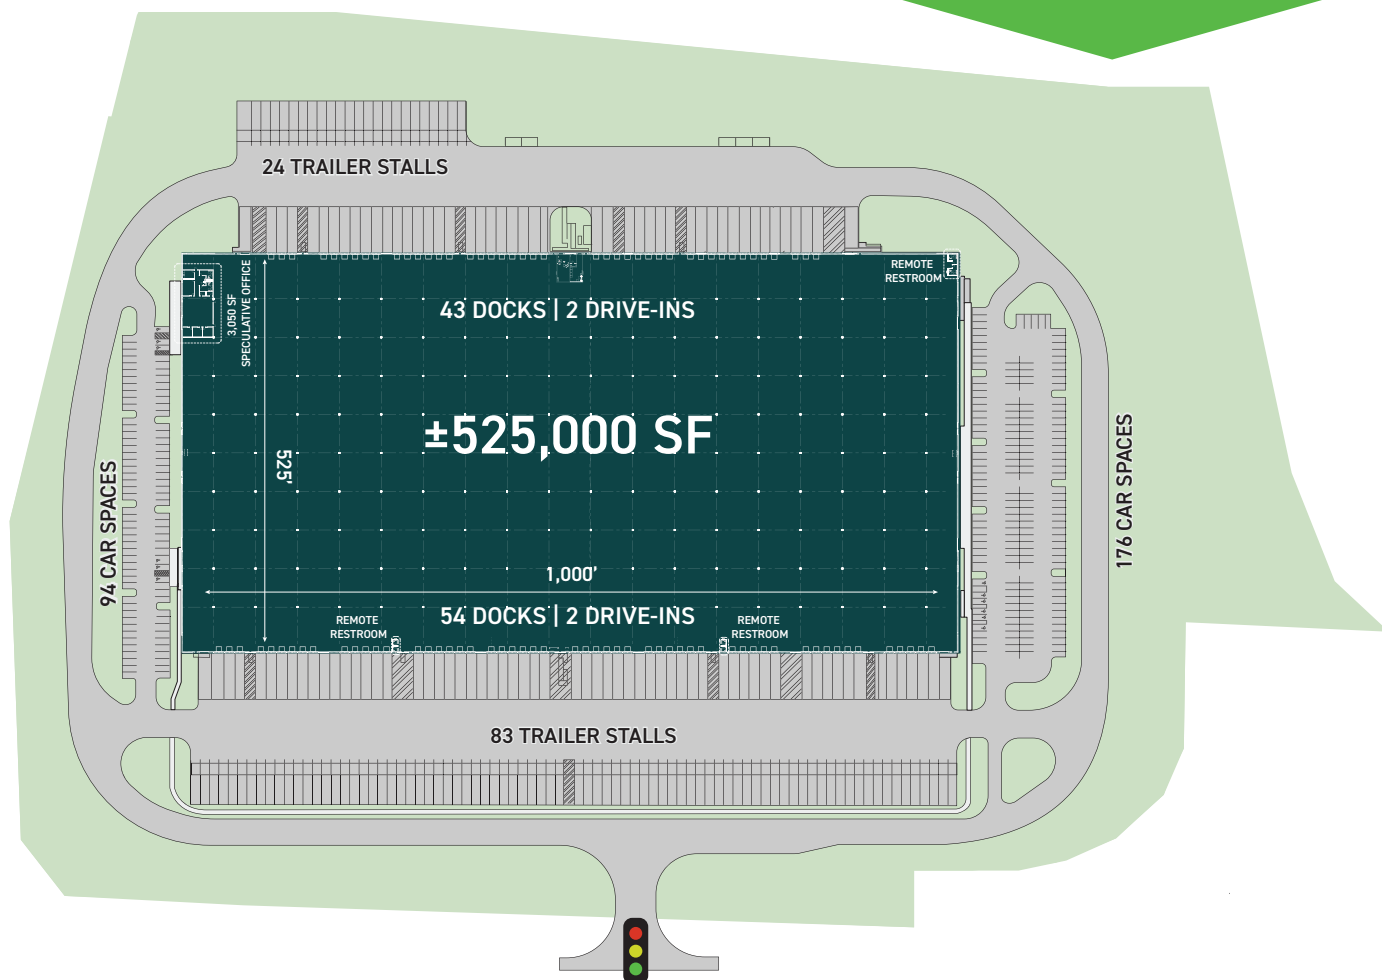 24 TRAILER STALLS
REMOTE
RESTROOM
3,050 SF
SPECULATIVE OFFICE
43 DOCKS | 2 DRIVE-INS
±525,000 SF
525'
94 CAR SPACES
176 CAR SPACES
1,000'
54 DOCKS | 2 DRIVE-INS
REMOTE
RESTROOM
REMOTE
RESTROOM
83 TRAILER STALLS